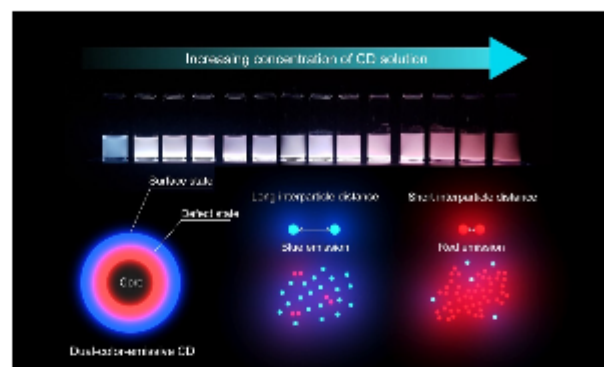 Increasing concentration of CD solution
Surface state
Defect state
Long interparticle distance
Short interparticle distance
Blue emission
Red emission
Core
Dual-color-emissive CD